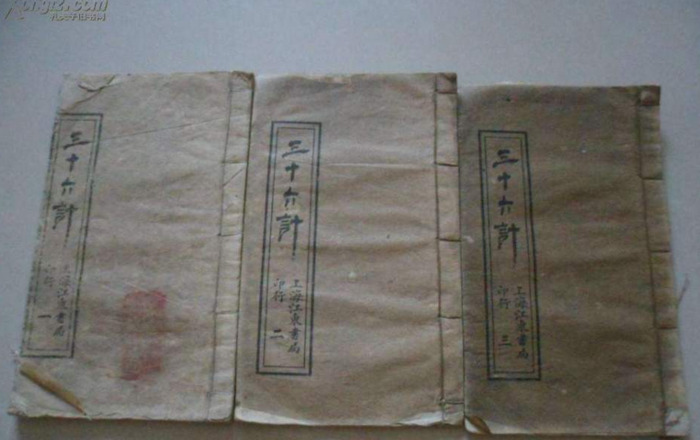 三十六計
上海江東書局
印行
一
三十六計
上海江東書局
印行
二
三十六計
上海江東書局
印行
三